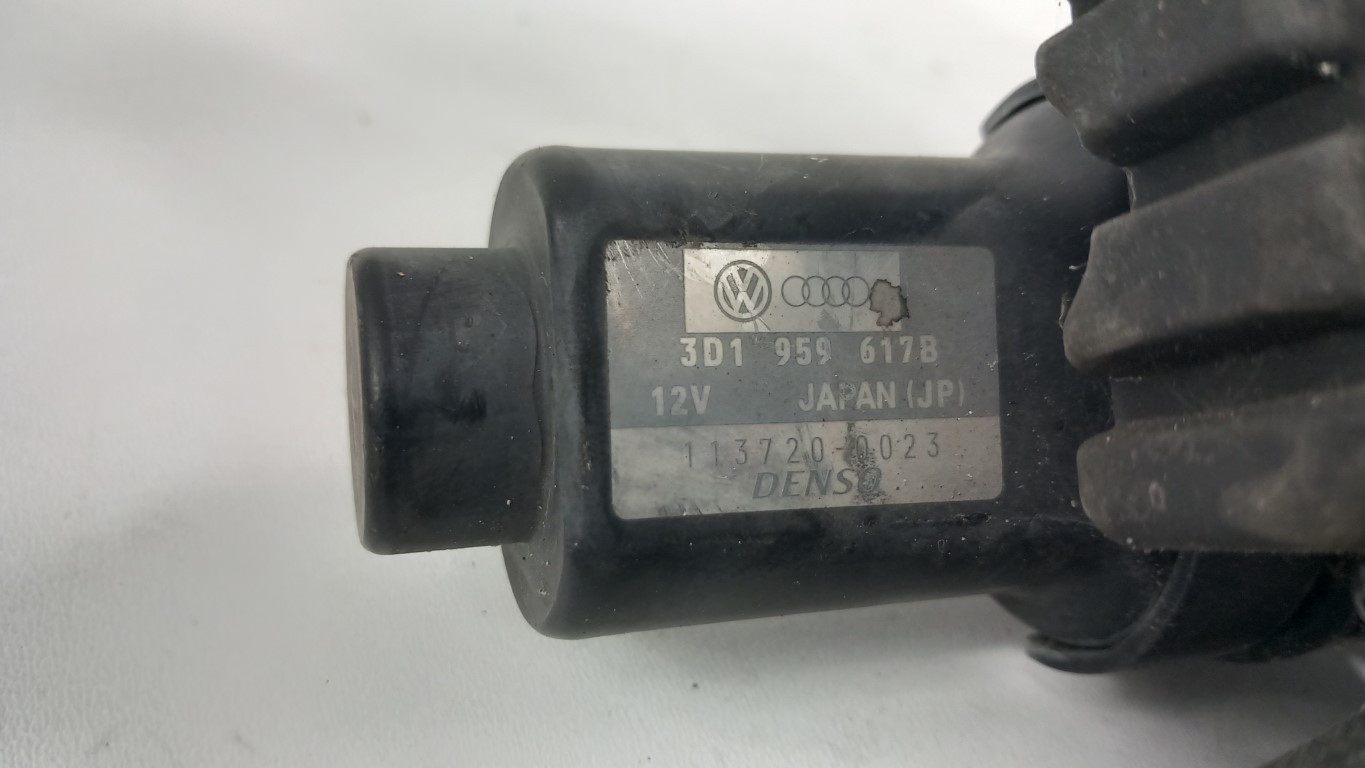 3D1 959 617B
12V JAPAN (JP)
113720-0023
DENSO